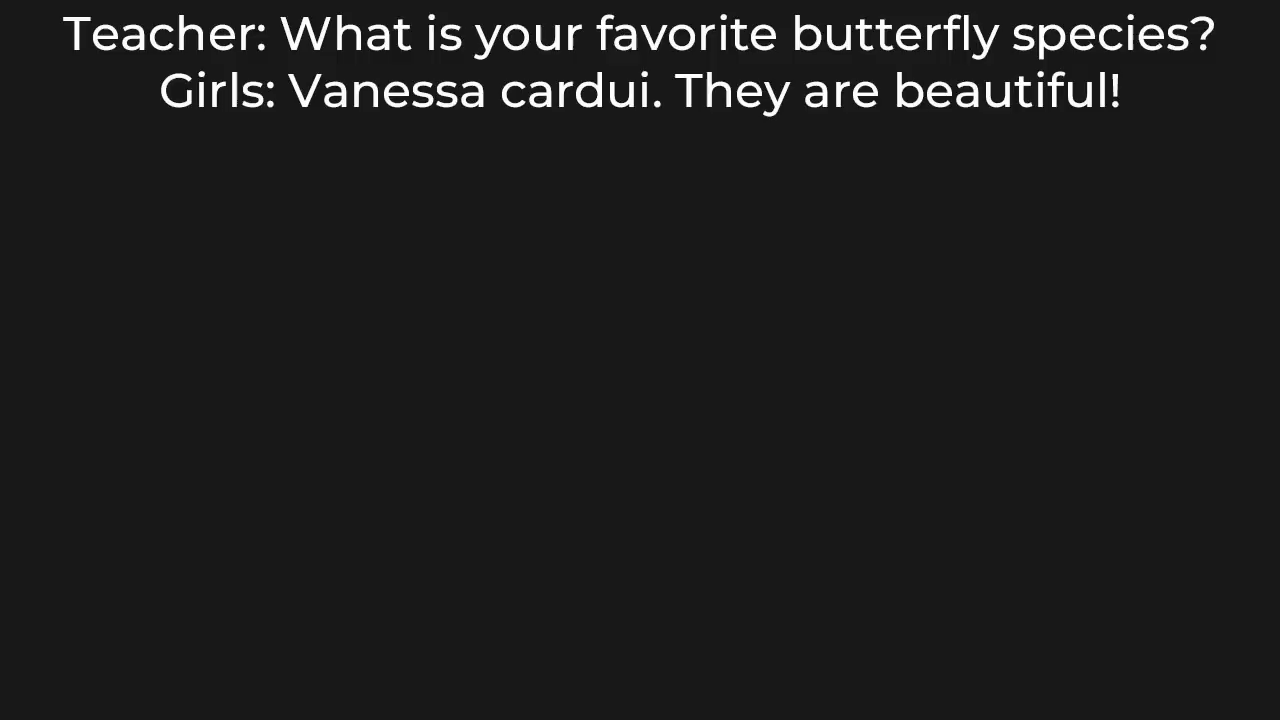 Teacher: What is your favorite butterfly species?
Girls: Vanessa cardui. They are beautiful!